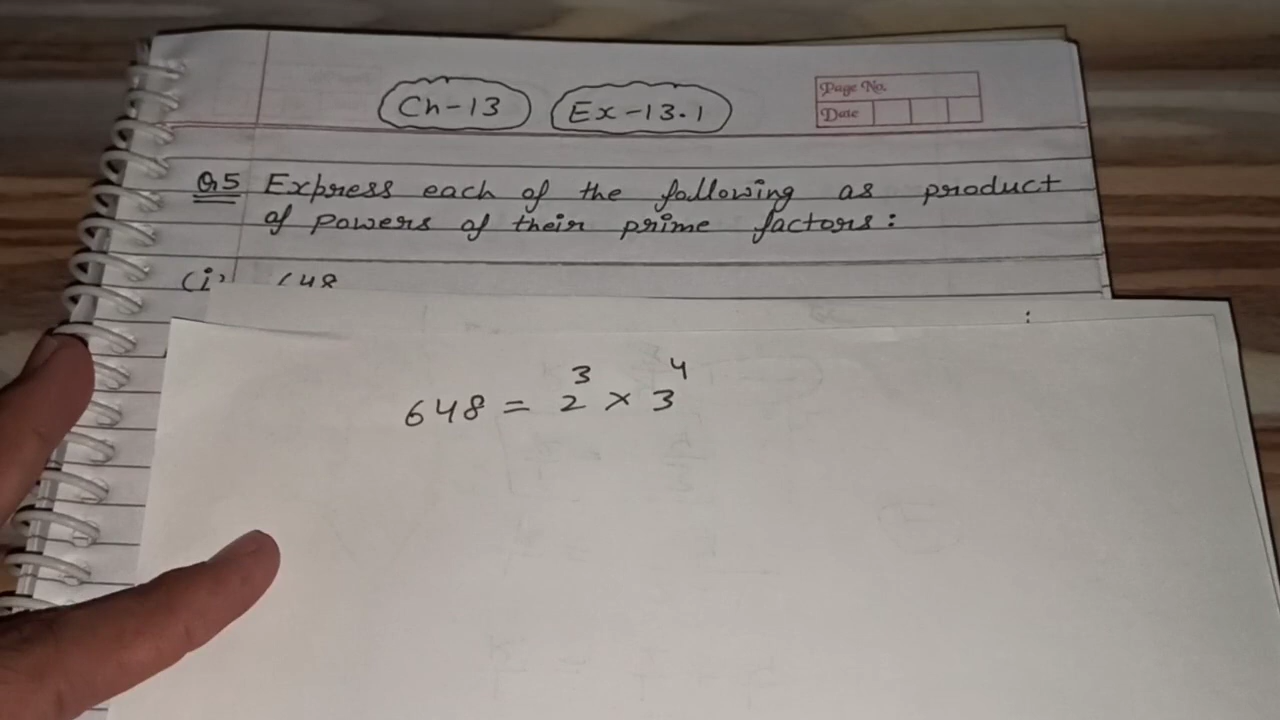 Ch-13 Ex-13.1
Page No.
Date
Q5 Express each of the following as product
of powers of their prime factors:
(i) 648
648 = 2³ × 3⁴